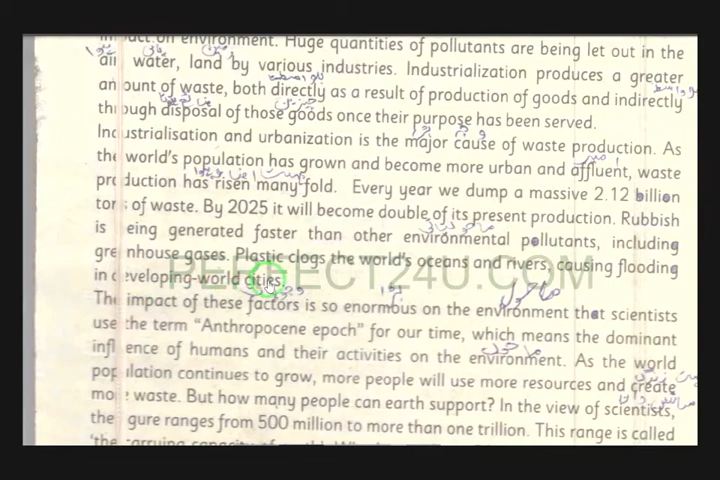 on environment. Huge quantities of pollutants are being let out in the
air water, land by various industries. Industrialization produces a greater
amount of waste, both directly as a result of production of goods and indirectly
through disposal of those goods once their purpose has been served.
Industrialisation and urbanization is the major cause of waste production. As
the world's population has grown and become more urban and affluent, waste
production has risen many fold. Every year we dump a massive 2.12 billion
tons of waste. By 2025 it will become double of its present production. Rubbish
is being generated faster than other environmental pollutants, including
greenhouse gases. Plastic clogs the world's oceans and rivers, causing flooding
in developing-world cities
PERFECT24U.COM
ماحول
The impact of these factors is so enormous on the environment that scientists
use the term “Anthropocene epoch” for our time, which means the dominant
ماحول
influence of humans and their activities on the environment. As the world
population continues to grow, more people will use more resources and create
more waste. But how many people can earth support? In the view of scientists,
the figure ranges from 500 million to more than one trillion. This range is called